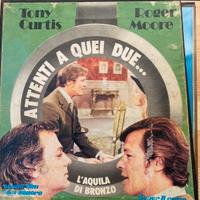 Tony
Curtis
Roger
Moore
ATTENTI A QUEI DUE...
L'AQUILA
DI BRONZO